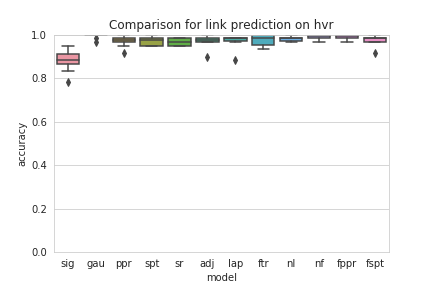 Comparison for link prediction on hvr
1.0
0.8
0.6
0.4
0.2
0.0
accuracy
sig gau ppr spt sr adj lap ftr nl nf fppr fspt
model